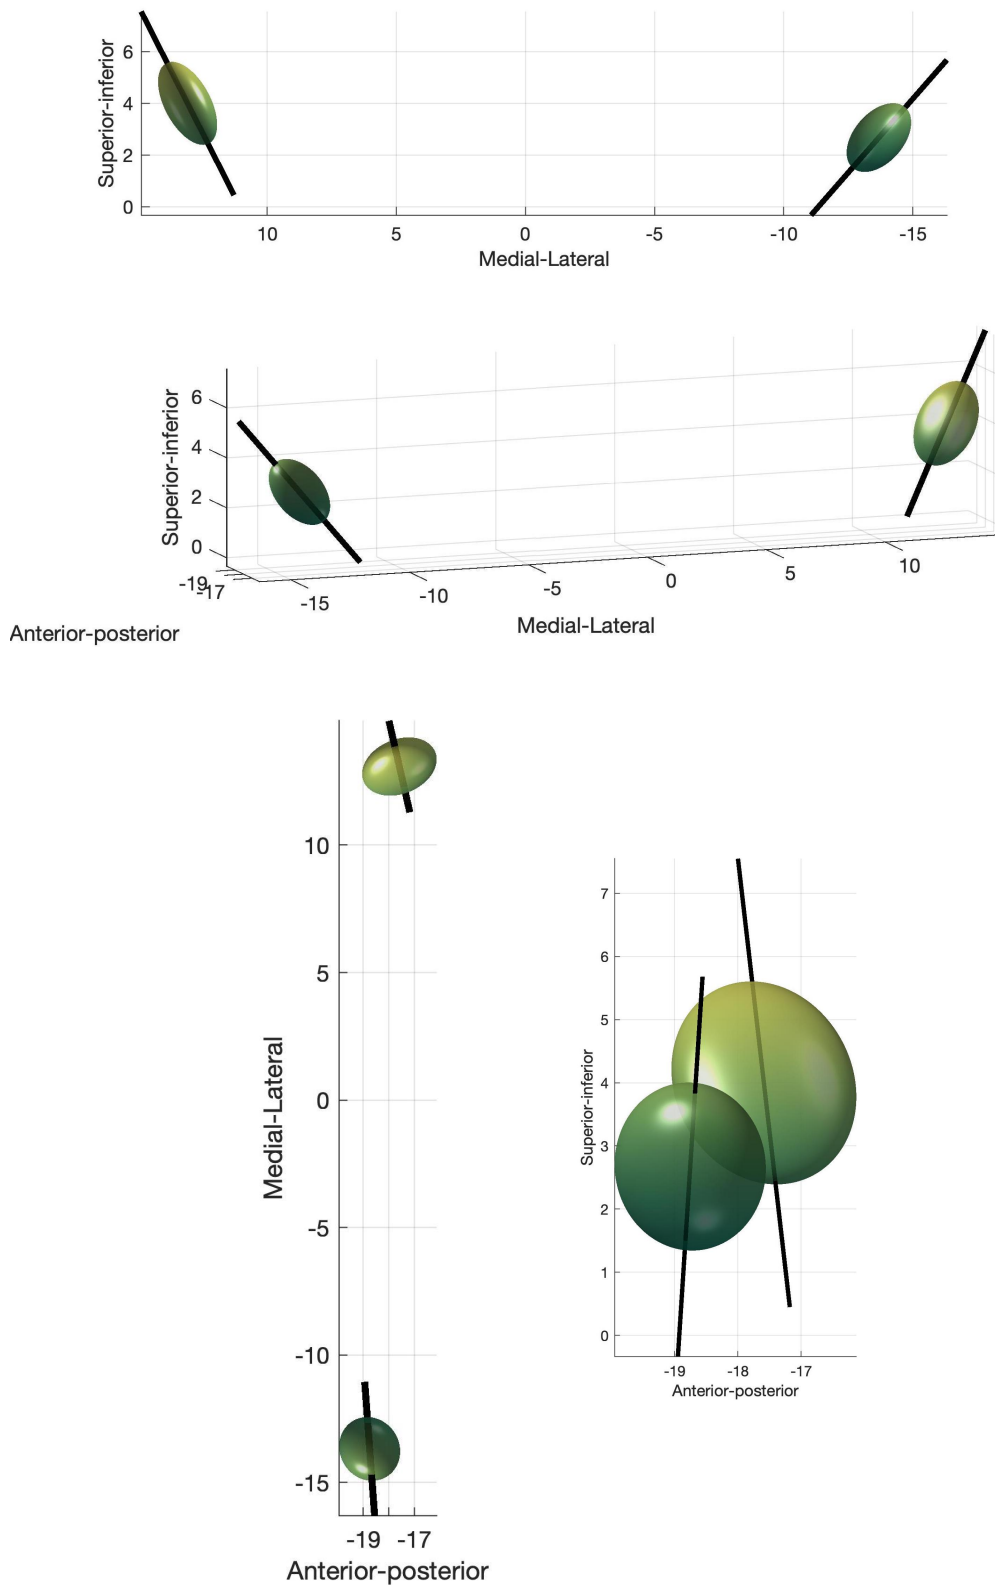 Superior-inferior
6
4
2
0
10 5 0 -5 -10 -15
Medial-Lateral
Superior-inferior
6
4
2
0
-19
-17
-15 -10 -5 0 5 10
Anterior-posterior
Medial-Lateral
Medial-Lateral
10
5
0
-5
-10
-15
-19 -17
Anterior-posterior
Superior-inferior
7
6
5
4
3
2
1
0
-19 -18 -17
Anterior-posterior